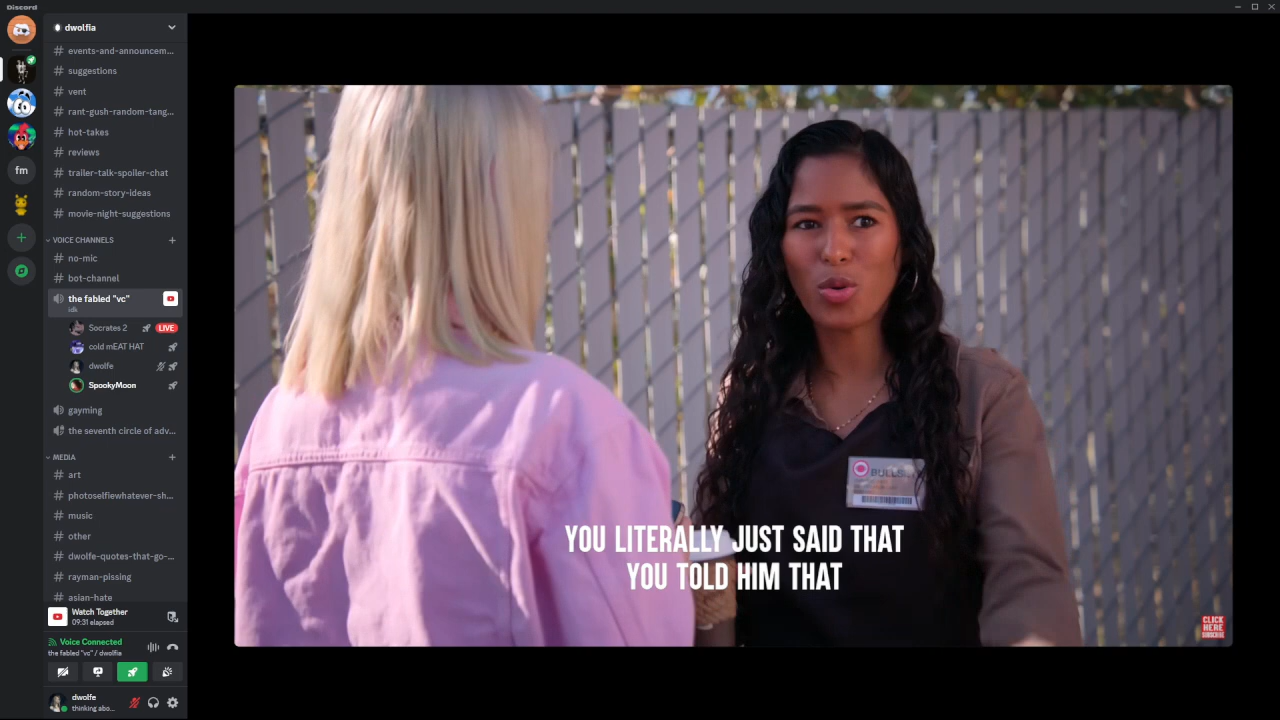 Discord
dwolfia
events-and-announcem...
suggestions
vent
rant-gush-random-tang...
hot-takes
reviews
trailer-talk-spoiler-chat
random-story-ideas
movie-night-suggestions
VOICE CHANNELS
no-mic
bot-channel
the fabled "vc"
idk
Socrates 2
LIVE
cold mEAT HAT
dwolfe
SpookyMoon
gayming
the seventh circle of adv...
MEDIA
art
photoselfiewhatever-sh...
music
other
dwolfe-quotes-that-go-...
rayman-pissing
asian-hate
Watch Together
09:31 elapsed
Voice Connected
the fabled "vc" / dwolfia
dwolfe
thinking abo...
fm
BULLS
YOU LITERALLY JUST SAID THAT
YOU TOLD HIM THAT
CLICK
HERE
SUBSCRIBE